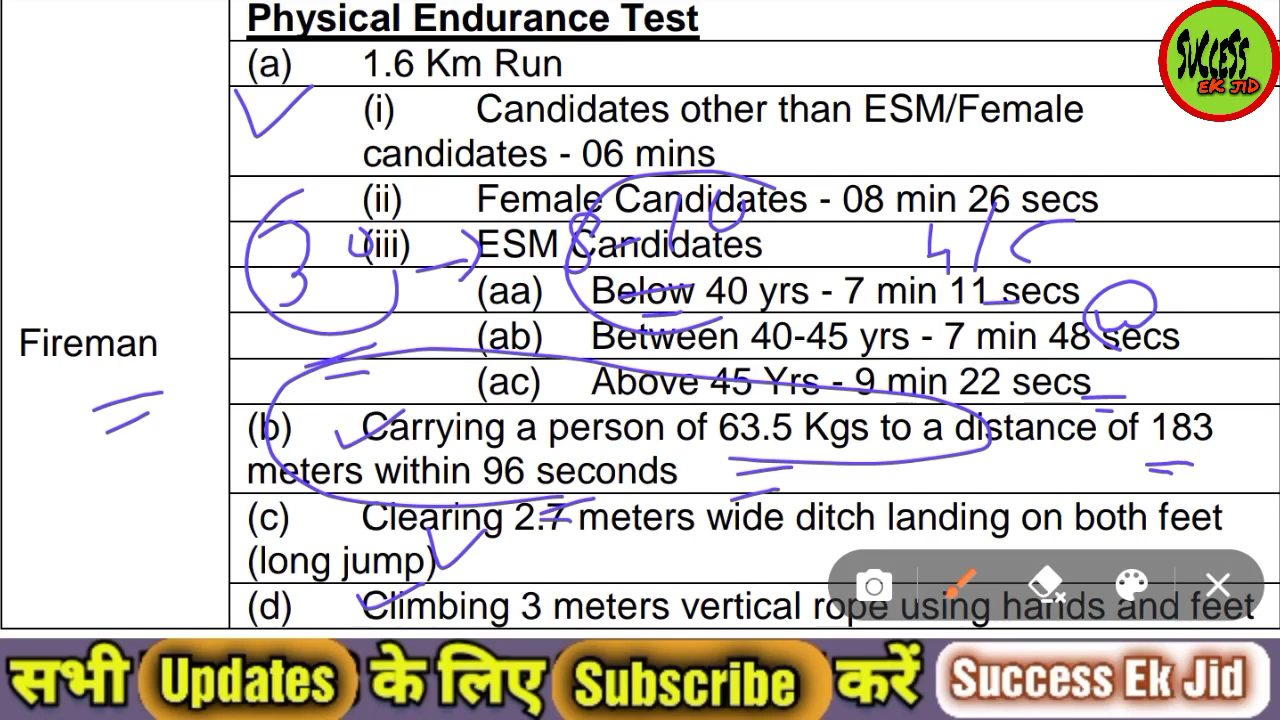 Physical Endurance Test
SUCCESS
EK JID
(a) 1.6 Km Run
(i) Candidates other than ESM/Female
candidates - 06 mins
(ii) Female Candidates - 08 min 26 secs
(iii) ESM Candidates
(aa) Below 40 yrs - 7 min 11 secs
(ab) Between 40-45 yrs - 7 min 48 secs
(ac) Above 45 Yrs - 9 min 22 secs
Fireman
(b) Carrying a person of 63.5 Kgs to a distance of 183
meters within 96 seconds
(c) Clearing 2.7 meters wide ditch landing on both feet
(long jump)
(d) Climbing 3 meters vertical rope using hands and feet
8-10
सभी Updates के लिए Subscribe करें Success Ek Jid